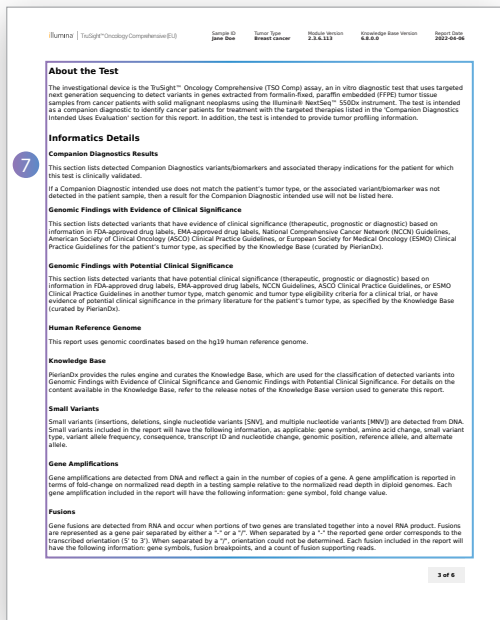 illumına | TruSight™ Oncology Comprehensive (EU)
Sample ID Tumor Type Module Version Knowledge Base Version Report Date
Jane Doe Breast cancer 2.3.6.113 6.8.0.0 2022-04-06
About the Test
The investigational device is the TruSight™ Oncology Comprehensive (TSO Comp) assay, an in vitro diagnostic test that uses targeted
next generation sequencing to detect variants in genes extracted from formalin-fixed, paraffin embedded (FFPE) tumor tissue
samples from cancer patients with solid malignant neoplasms using the Illumina® NextSeq™ 550Dx instrument. The test is intended
as a companion diagnostic to identify cancer patients for treatment with the targeted therapies listed in the 'Companion Diagnostics
Intended Uses Evaluation' section for this report. In addition, the test is intended to provide tumor profiling information.
Informatics Details
7
Companion Diagnostics Results
This section lists detected Companion Diagnostics variants/biomarkers and associated therapy indications for the patient for which
this test is clinically validated.
If a Companion Diagnostic intended use does not match the patient's tumor type, or the associated variant/biomarker was not
detected in the patient sample, then a result for the Companion Diagnostic intended use will not be listed here.
Genomic Findings with Evidence of Clinical Significance
This section lists detected variants that have evidence of clinical significance (therapeutic, prognostic or diagnostic) based on
information in FDA-approved drug labels, EMA-approved drug labels, National Comprehensive Cancer Network (NCCN) Guidelines,
American Society of Clinical Oncology (ASCO) Clinical Practice Guidelines, or European Society for Medical Oncology (ESMO) Clinical
Practice Guidelines for the patient's tumor type, as specified by the Knowledge Base (curated by PierianDx).
Genomic Findings with Potential Clinical Significance
This section lists detected variants that have potential clinical significance (therapeutic, prognostic or diagnostic) based on
information in FDA-approved drug labels, EMA-approved drug labels, NCCN Guidelines, ASCO Clinical Practice Guidelines, or ESMO
Clinical Practice Guidelines in another tumor type, match genomic and tumor type eligibility criteria for a clinical trial, or have
evidence of potential clinical significance in the primary literature for the patient's tumor type, as specified by the Knowledge Base
(curated by PierianDx).
Human Reference Genome
This report uses genomic coordinates based on the hg19 human reference genome.
Knowledge Base
PierianDx provides the rules engine and curates the Knowledge Base, which are used for the classification of detected variants into
Genomic Findings with Evidence of Clinical Significance and Genomic Findings with Potential Clinical Significance. For details on the
content available in the Knowledge Base, refer to the release notes of the Knowledge Base version used to generate this report.
Small Variants
Small variants (insertions, deletions, single nucleotide variants [SNV], and multiple nucleotide variants [MNV]) are detected from DNA.
Small variants included in the report will have the following information, as applicable: gene symbol, amino acid change, small variant
type, variant allele frequency, consequence, transcript ID and nucleotide change, genomic position, reference allele, and alternate
allele.
Gene Amplifications
Gene amplifications are detected from DNA and reflect a gain in the number of copies of a gene. A gene amplification is reported in
terms of fold-change on normalized read depth in a testing sample relative to the normalized read depth in diploid genomes. Each
gene amplification included in the report will have the following information: gene symbol, fold change value.
Fusions
Gene fusions are detected from RNA and occur when portions of two genes are translated together into a novel RNA product. Fusions
are represented as a gene pair separated by either a "-" or a "/". When separated by a "-" the reported gene order corresponds to the
transcribed orientation (5' to 3'). When separated by a "/", orientation could not be determined. Each fusion included in the report will
have the following information: gene symbols, fusion breakpoints, and a count of fusion supporting reads.
3 of 6